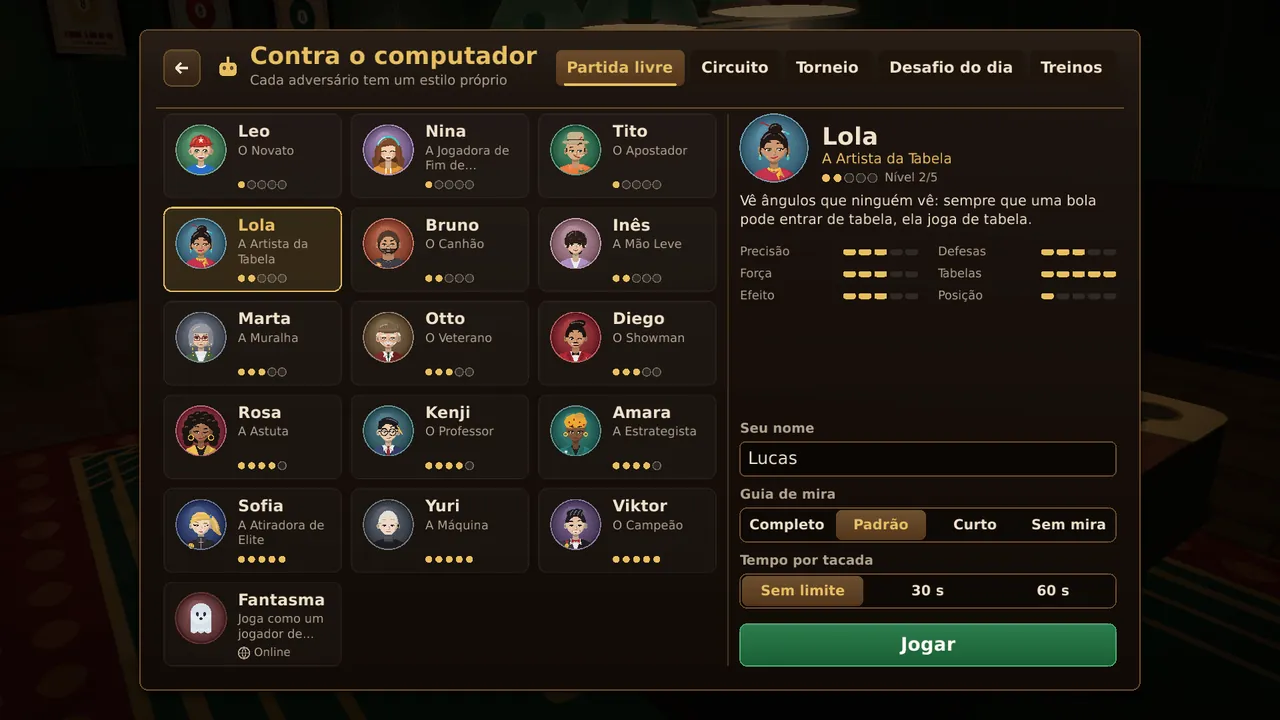 Contra o computador
Cada adversário tem um estilo próprio
Partida livre
Circuito
Torneio
Desafio do dia
Treinos
Leo
O Novato
Nina
A Jogadora de
Fim de...
Tito
O Apostador
Lola
A Artista da
Tabela
Bruno
O Canhão
Inês
A Mão Leve
Marta
A Muralha
Otto
O Veterano
Diego
O Showman
Rosa
A Astuta
Kenji
O Professor
Amara
A Estrategista
Sofia
A Atiradora de
Elite
Yuri
A Máquina
Viktor
O Campeão
Fantasma
Joga como um
jogador de...
Online
Lola
A Artista da Tabela
Nível 2/5
Vê ângulos que ninguém vê: sempre que uma bola
pode entrar de tabela, ela joga de tabela.
Precisão
Defesas
Força
Tabelas
Efeito
Posição
Seu nome
Lucas
Guia de mira
Completo
Padrão
Curto
Sem mira
Tempo por tacada
Sem limite
30 s
60 s
Jogar